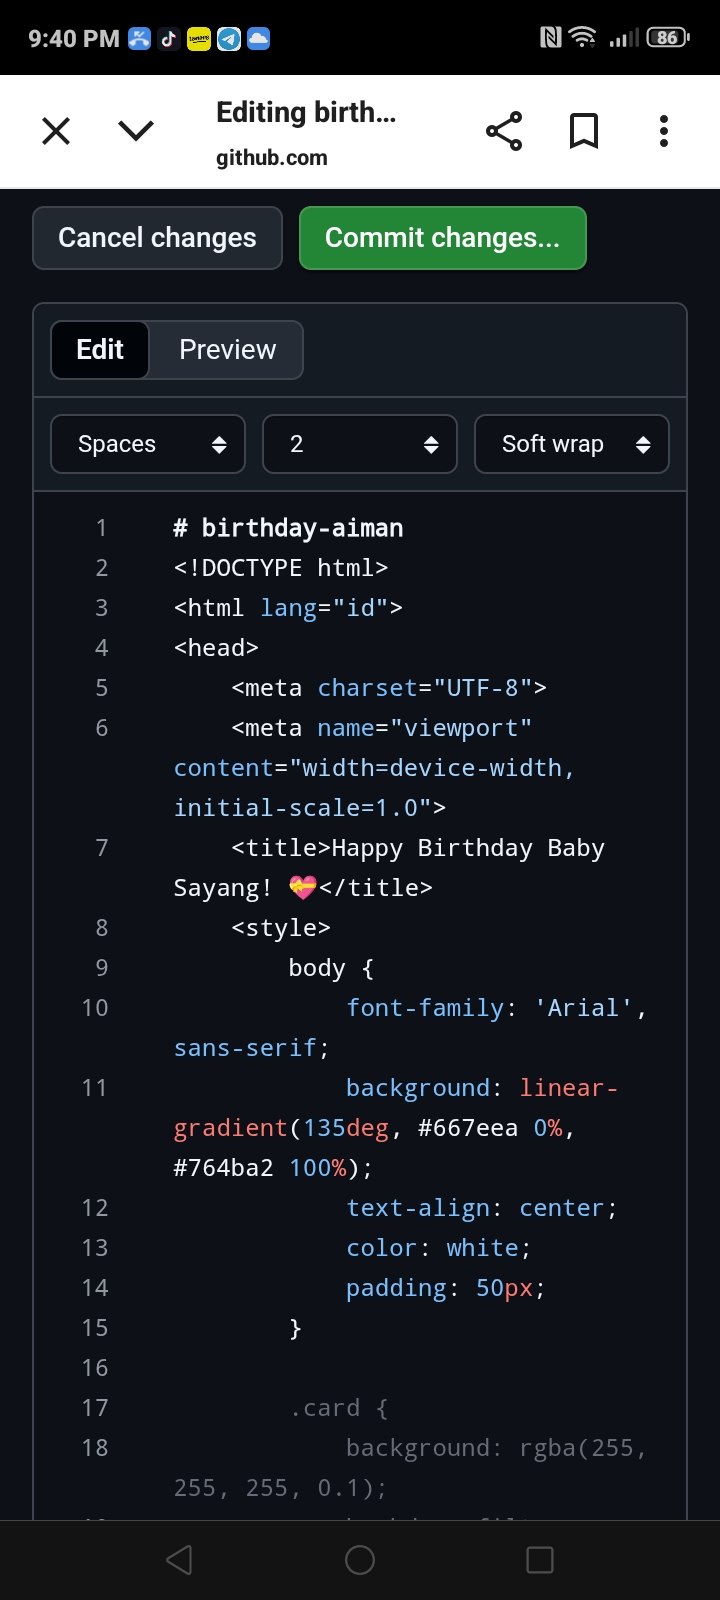 9:40 PM
86
Editing birth...
github.com
Cancel changes
Commit changes...
Edit
Preview
Spaces
2
Soft wrap
1 # birthday-aiman
2 <!DOCTYPE html>
3 <html lang="id">
4 <head>
5 <meta charset="UTF-8">
6 <meta name="viewport"
content="width=device-width,
initial-scale=1.0">
7 <title>Happy Birthday Baby
Sayang! 💝</title>
8 <style>
9 body {
10 font-family: 'Arial',
sans-serif;
11 background: linear-
gradient(135deg, #667eea 0%,
#764ba2 100%);
12 text-align: center;
13 color: white;
14 padding: 50px;
15 }
16
17 .card {
18 background: rgba(255,
255, 255, 0.1);